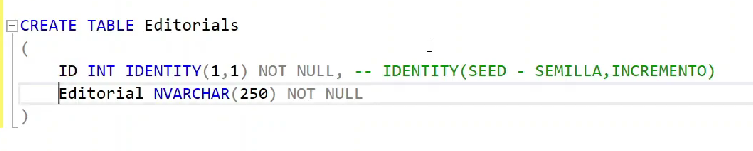 CREATE TABLE Editorials
(
ID INT IDENTITY(1,1) NOT NULL, -- IDENTITY(SEED - SEMILLA,INCREMENTO)
Editorial NVARCHAR(250) NOT NULL
)